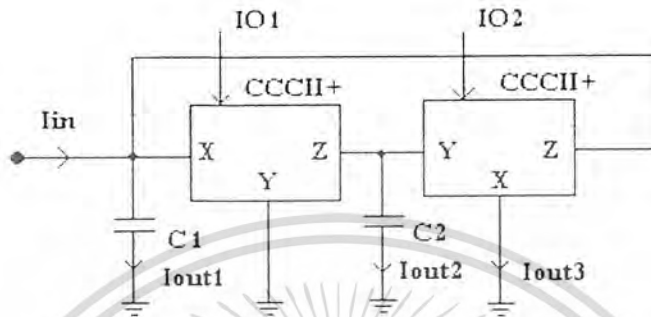 IO1
IO2
CCCII+
CCCII+
Iin
X
Z
Y
Y
Z
X
C1
C2
Iout1
Iout2
Iout3